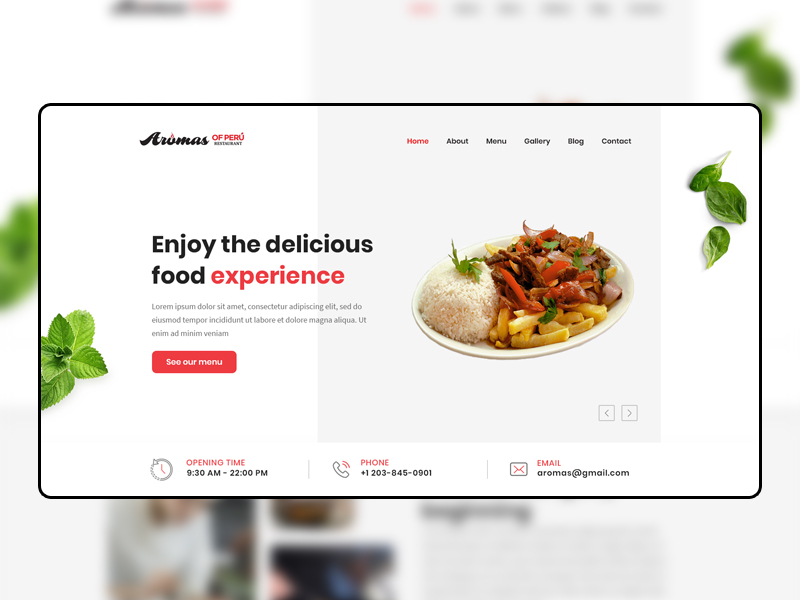 Aromas OF PERÚ
RESTAURANT
Home About Menu Gallery Blog Contact
Enjoy the delicious
food experience
Lorem ipsum dolor sit amet, consectetur adipiscing elit, sed do
eiusmod tempor incididunt ut labore et dolore magna aliqua. Ut
enim ad minim veniam
See our menu
OPENING TIME
9:30 AM - 22:00 PM
PHONE
+1 203-845-0901
EMAIL
aromas@gmail.com